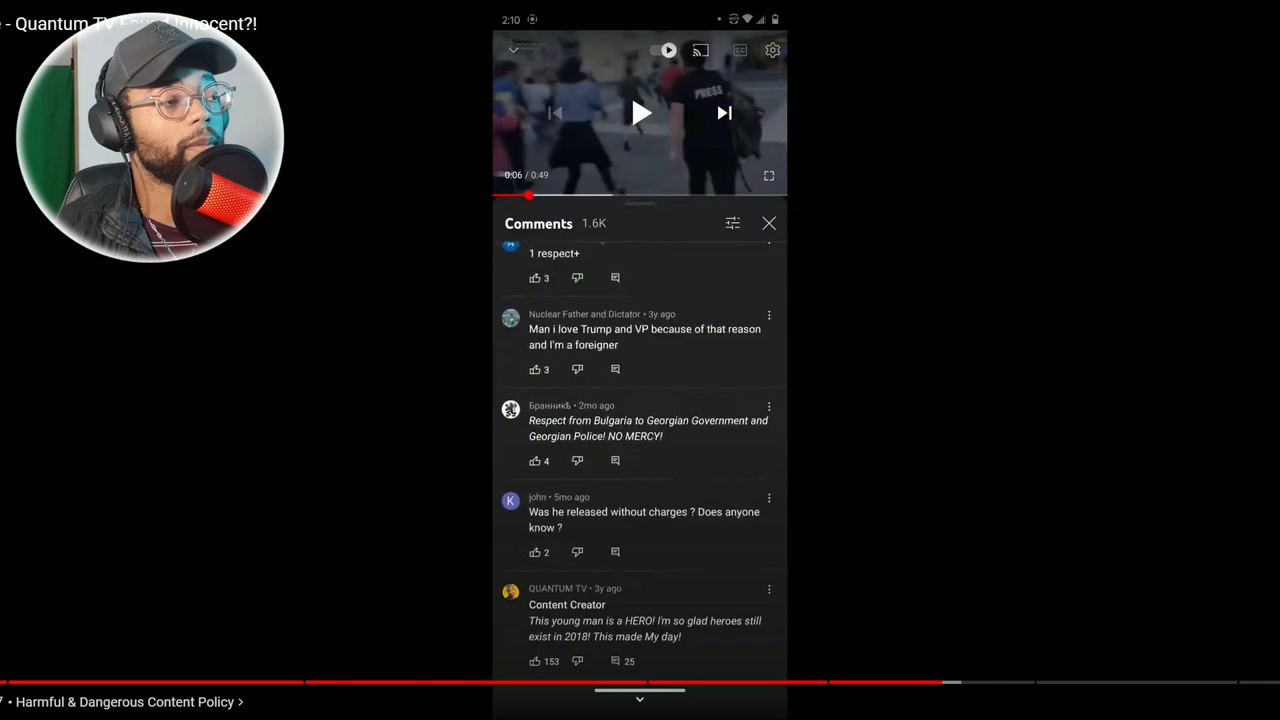 - Quantum TV Found Innocent?!
2:10
PRESS
CC
0:06 / 0:49
Comments 1.6K
1 respect+
3
Nuclear Father and Dictator • 3y ago
Man i love Trump and VP because of that reason
and I'm a foreigner
3
Бранникъ • 2mo ago
Respect from Bulgaria to Georgian Government and
Georgian Police! NO MERCY!
4
K
john • 5mo ago
Was he released without charges ? Does anyone
know ?
2
QUANTUM TV • 3y ago
Content Creator
This young man is a HERO! I'm so glad heroes still
exist in 2018! This made My day!
153 25
• Harmful & Dangerous Content Policy >